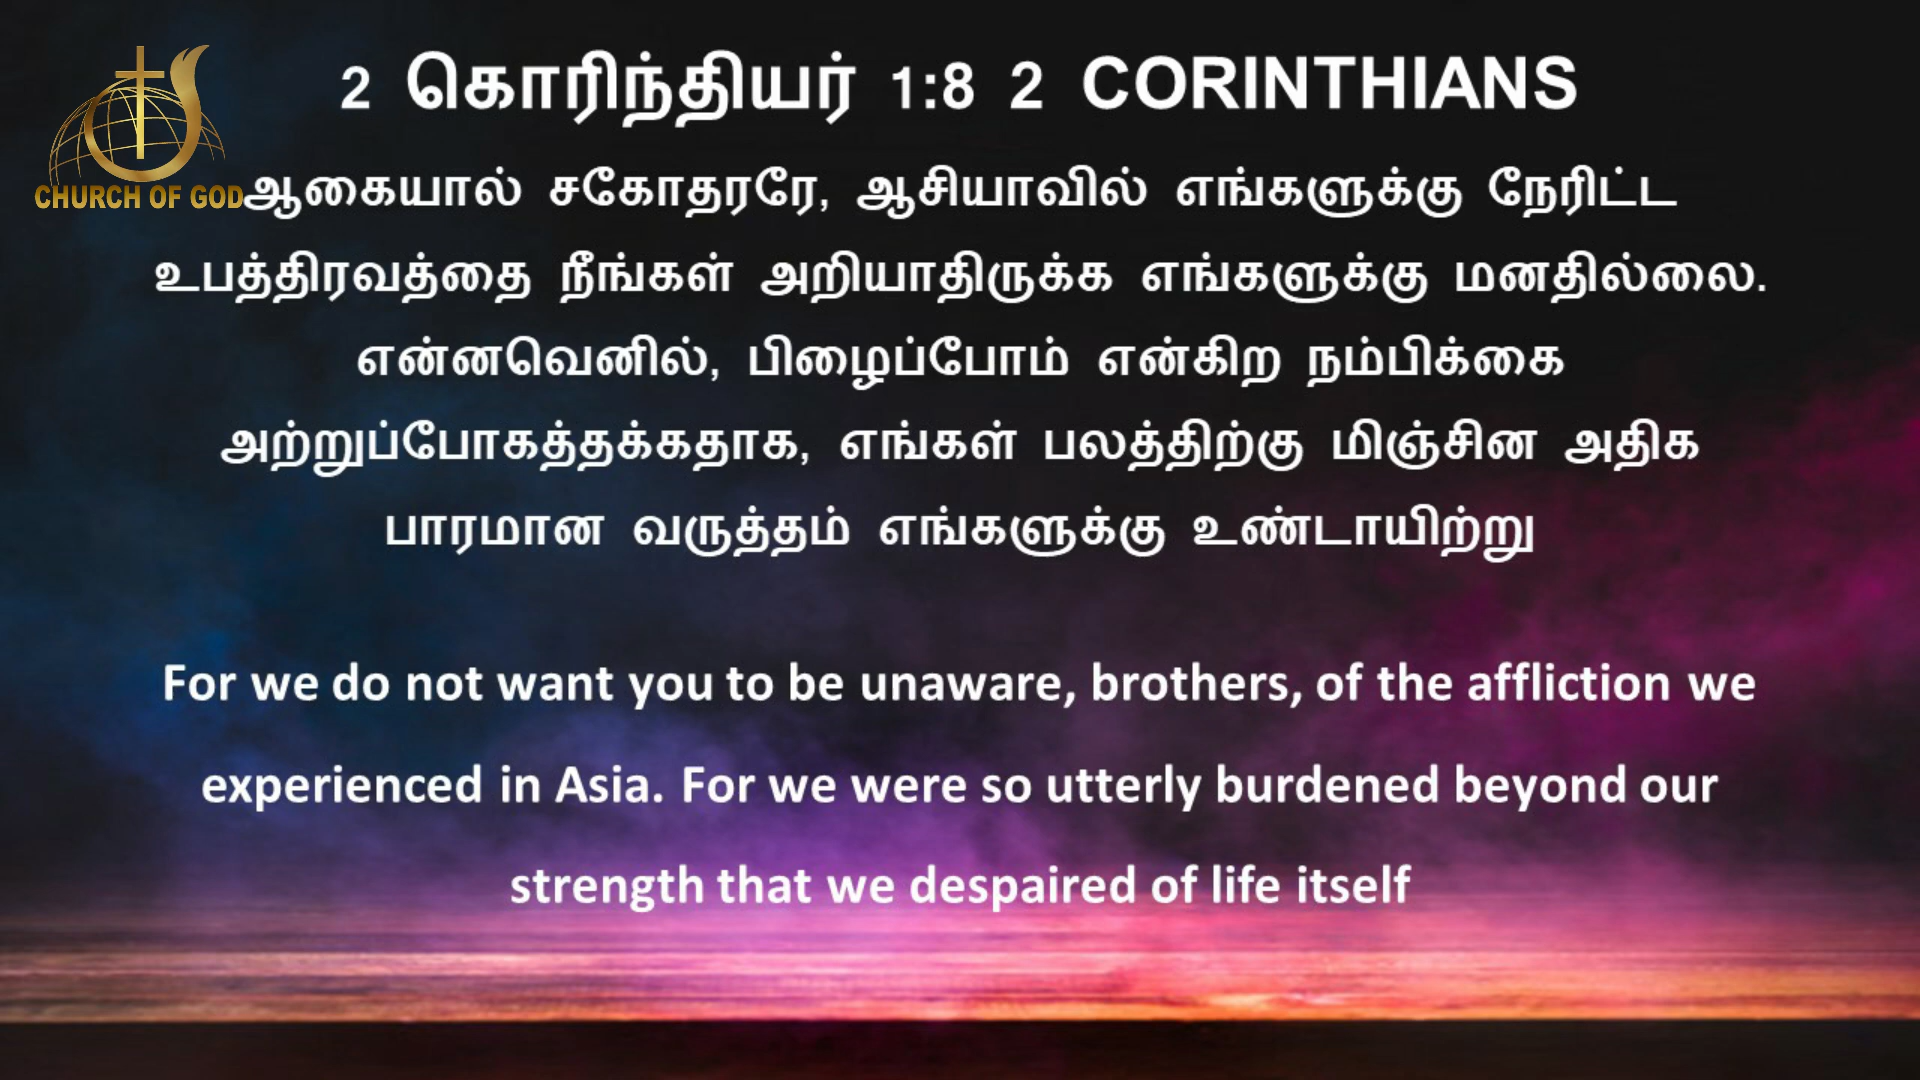 2 கொரிந்தியர் 1:8 2 CORINTHIANS
CHURCH OF GOD
ஆகையால் சகோதரரே, ஆசியாவில் எங்களுக்கு நேரிட்ட
உபத்திரவத்தை நீங்கள் அறியாதிருக்க எங்களுக்கு மனதில்லை.
என்னவெனில், பிழைப்போம் என்கிற நம்பிக்கை
அற்றுப்போகத்தக்கதாக, எங்கள் பலத்திற்கு மிஞ்சின அதிக
பாரமான வருத்தம் எங்களுக்கு உண்டாயிற்று
For we do not want you to be unaware, brothers, of the affliction we
experienced in Asia. For we were so utterly burdened beyond our
strength that we despaired of life itself